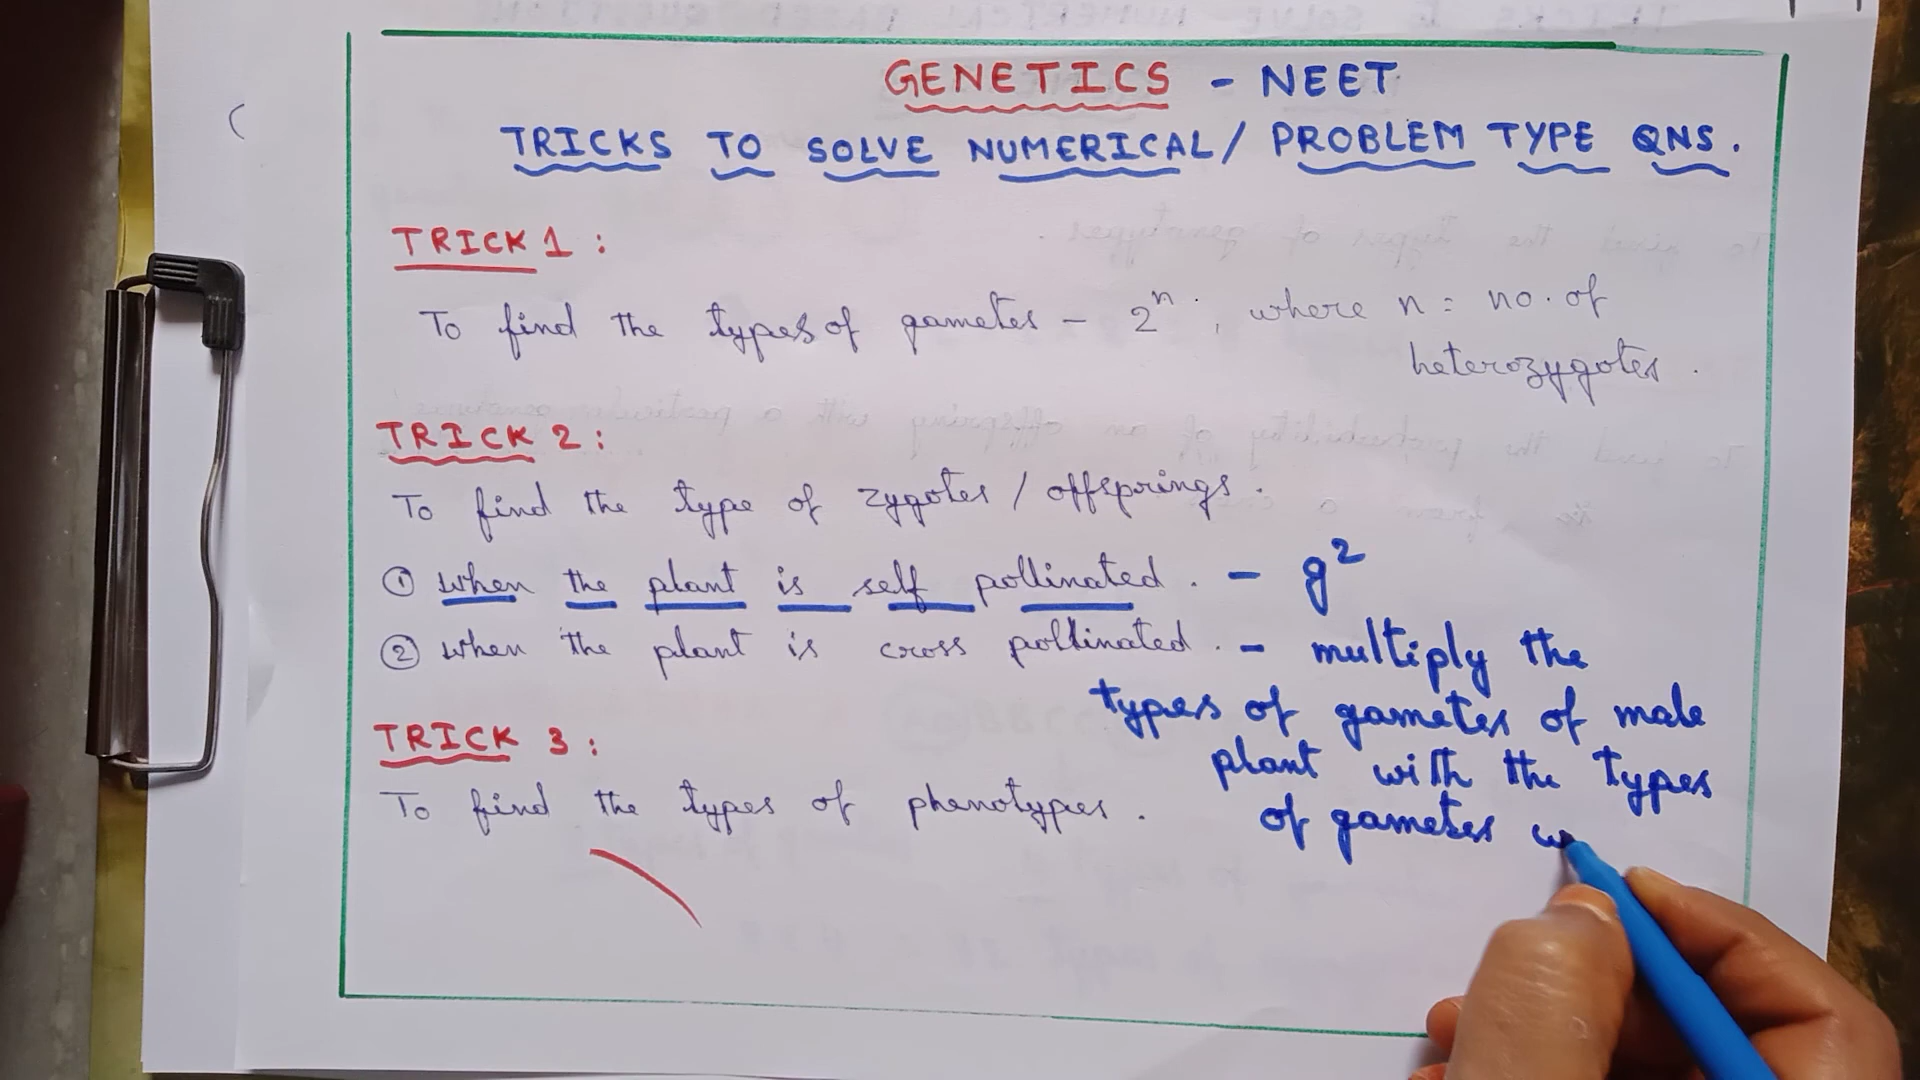 GENETICS - NEET
TRICKS TO SOLVE NUMERICAL/ PROBLEM TYPE QNS.
TRICK 1 :
To find the types of gametes - 2ⁿ, where n = no. of
heterozygotes.
TRICK 2 :
To find the type of zygotes / offsprings.
① when the plant is self pollinated. - g²
② when the plant is cross pollinated. - multiply the
types of gametes of male
plant with the types
of gametes
TRICK 3 :
To find the types of phenotypes.